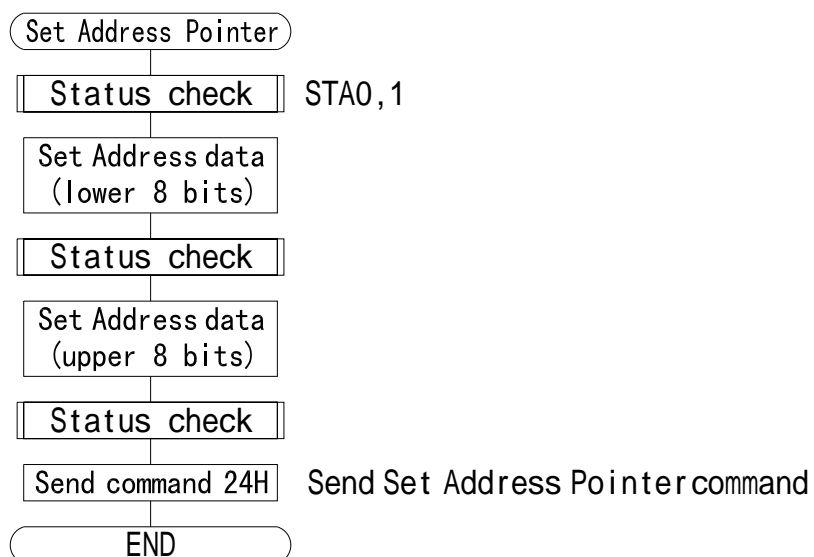 Set Address Pointer
Status check STA0,1
Set Address data
(lower 8 bits)
Status check
Set Address data
(upper 8 bits)
Status check
Send command 24H Send Set Address Pointer command
END